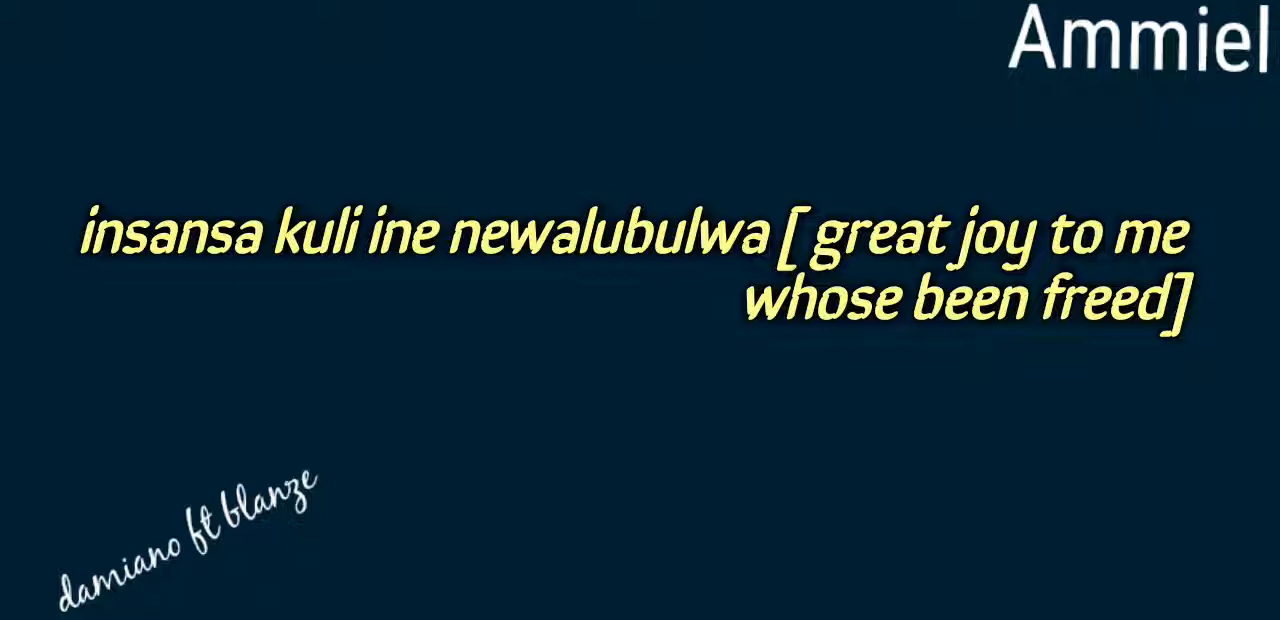 Ammiel
insansa kuli ine newalubulwa [ great joy to me
whose been freed]
damiano ft blanze